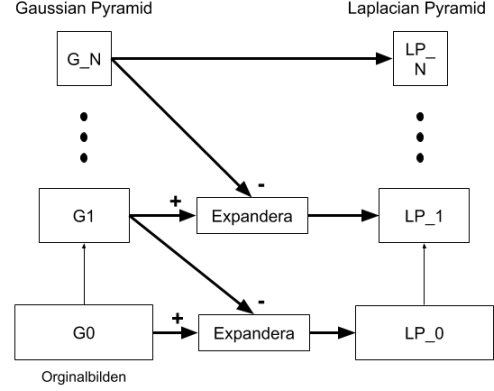 Gaussian Pyramid
Laplacian Pyramid
G_N
LP_
N
+
-
G1
Expandera
LP_1
+
-
G0
Expandera
LP_0
Orginalbilden